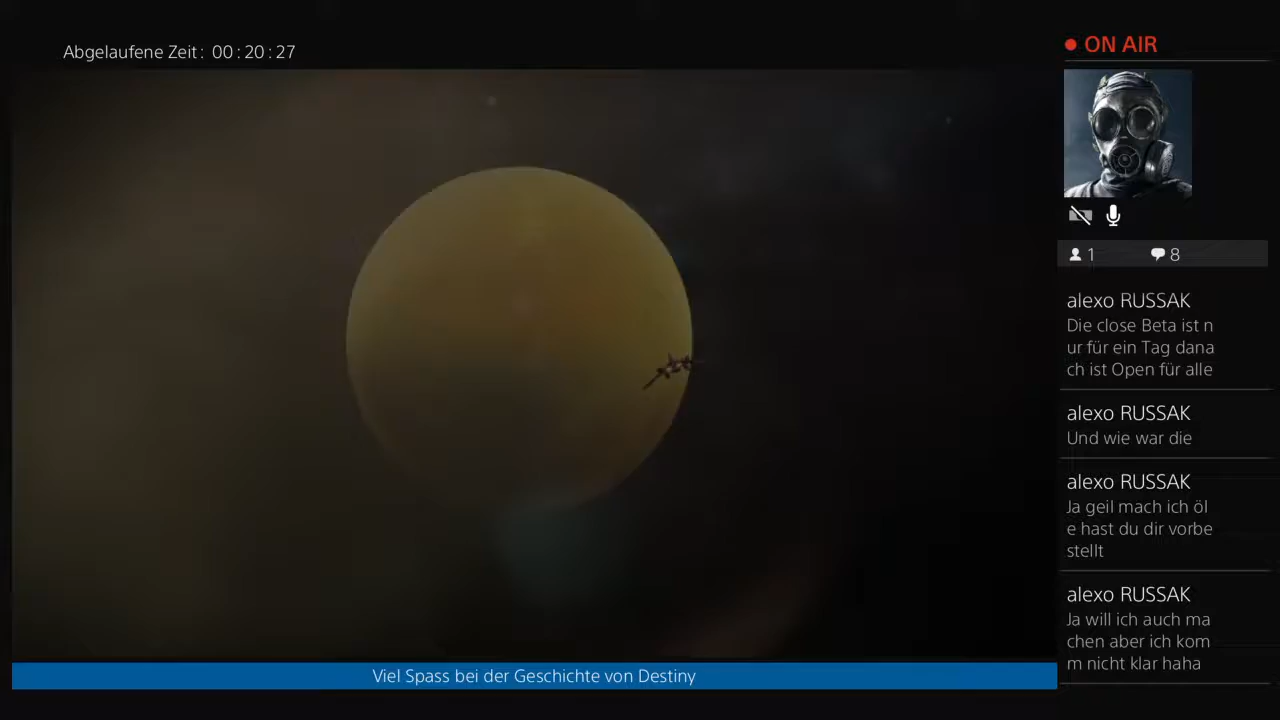 Abgelaufene Zeit: 00:20:27
ON AIR
1 8
alexo RUSSAK
Die close Beta ist n
ur für ein Tag dana
ch ist Open für alle
alexo RUSSAK
Und wie war die
alexo RUSSAK
Ja geil mach ich öl
e hast du dir vorbe
stellt
alexo RUSSAK
Ja will ich auch ma
chen aber ich kom
m nicht klar haha
Viel Spass bei der Geschichte von Destiny